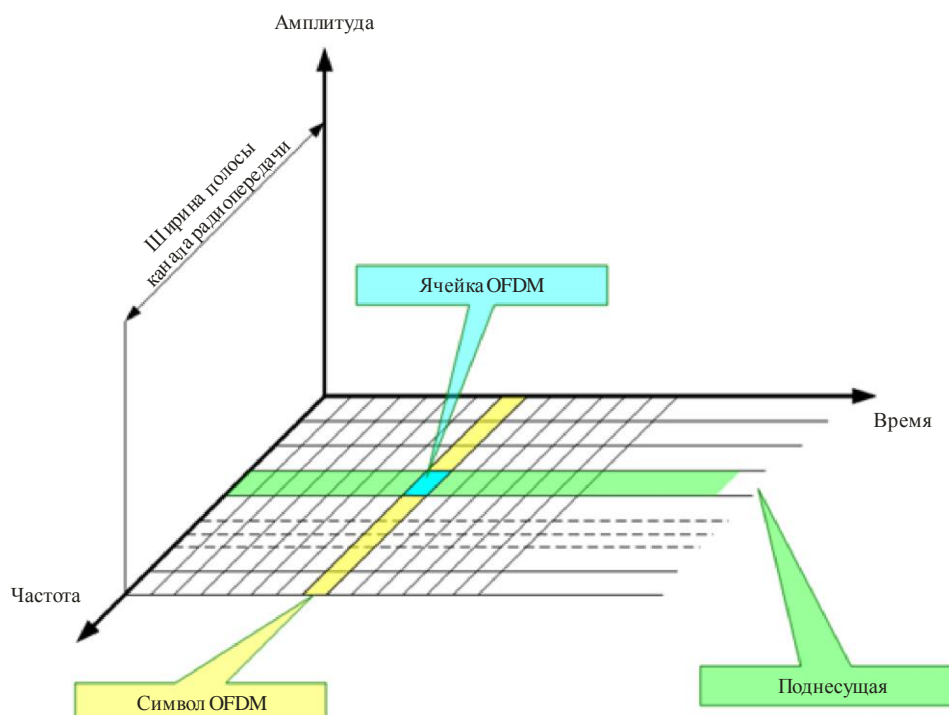 Амплитуда
Ширина полосы
канала радиопередачи
Ячейка OFDM
Время
Частота
Поднесущая
Символ OFDM